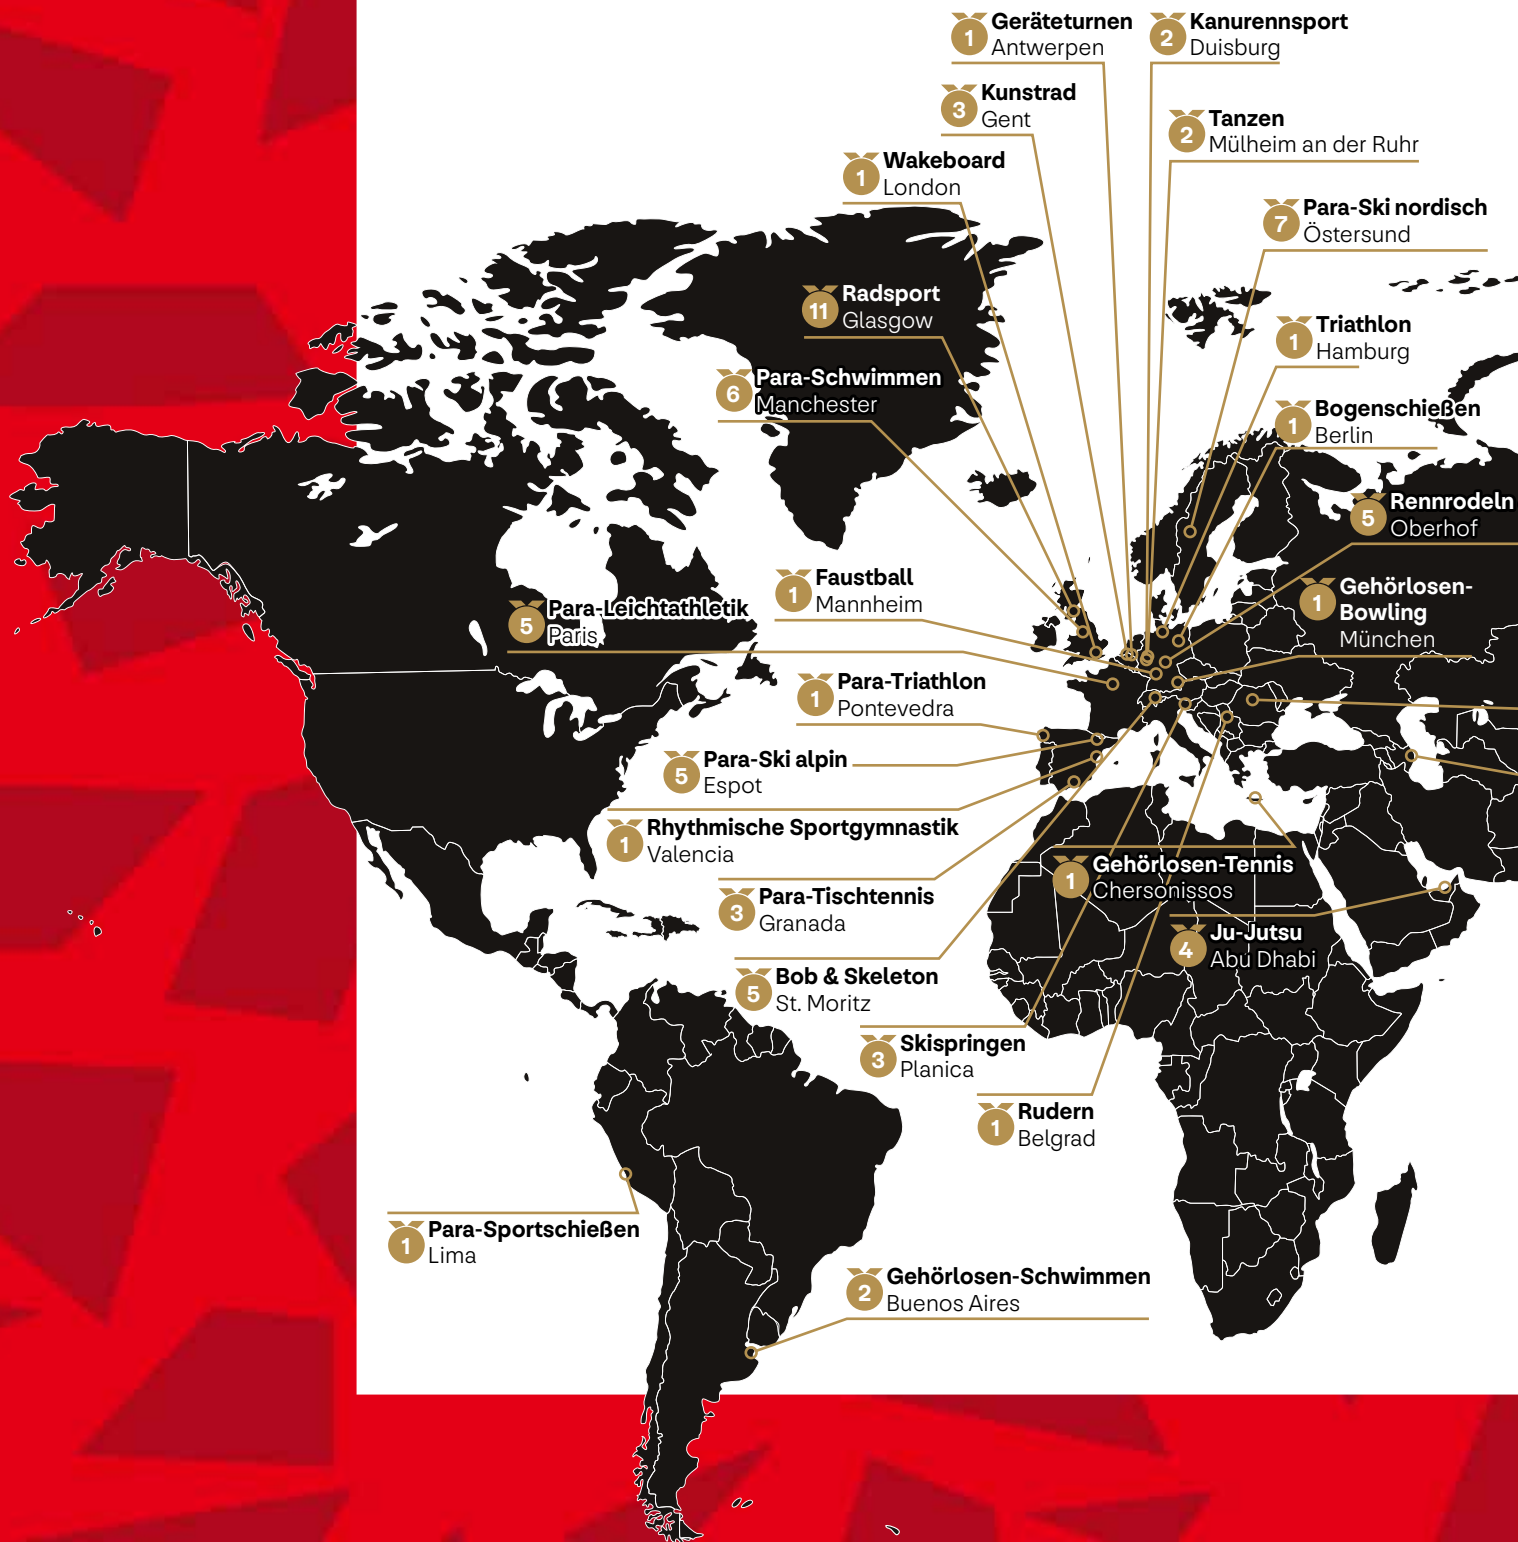 1 Geräteturnen
Antwerpen
2 Kanurennsport
Duisburg
3 Kunstrad
Gent
2 Tanzen
Mülheim an der Ruhr
1 Wakeboard
London
7 Para-Ski nordisch
Östersund
11 Radsport
Glasgow
1 Triathlon
Hamburg
6 Para-Schwimmen
Manchester
1 Bogenschießen
Berlin
5 Rennrodeln
Oberhof
1 Faustball
Mannheim
1 Gehörlosen-
Bowling
München
5 Para-Leichtathletik
Paris
1 Para-Triathlon
Pontevedra
5 Para-Ski alpin
Espot
1 Rhythmische Sportgymnastik
Valencia
1 Gehörlosen-Tennis
Chersonissos
3 Para-Tischtennis
Granada
4 Ju-Jutsu
Abu Dhabi
5 Bob & Skeleton
St. Moritz
3 Skispringen
Planica
1 Rudern
Belgrad
1 Para-Sportschießen
Lima
2 Gehörlosen-Schwimmen
Buenos Aires